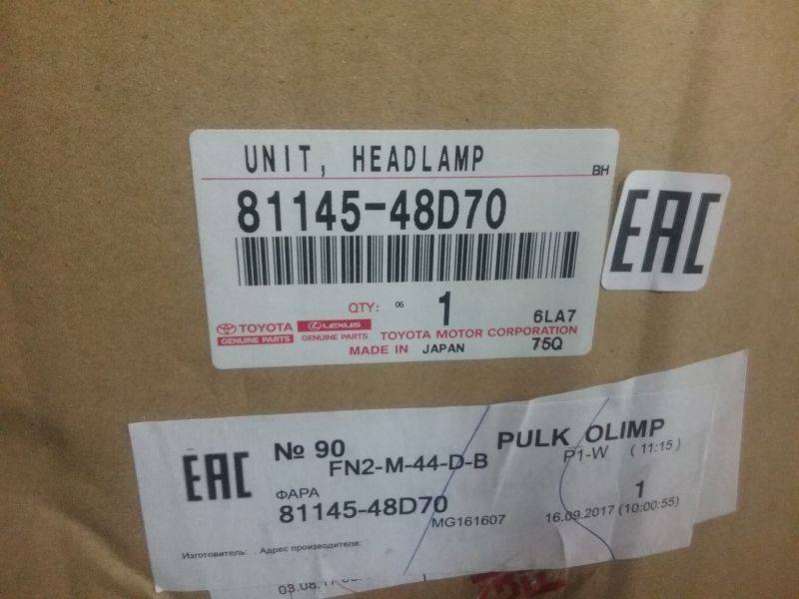 UNIT, HEADLAMP
BH
81145-48D70
EAC
QTY: 06 1
6LA7
TOYOTA
GENUINE PARTS
LEXUS
GENUINE PARTS
TOYOTA MOTOR CORPORATION
MADE IN JAPAN
75Q
EAC
№ 90
PULK OLIMP
FN2-M-44-D-B
P1-W (11:15)
ФАРА
1
81145-48D70
MG161607
16.09.2017 (10:00:55)
Изготовитель: Адрес производителя: